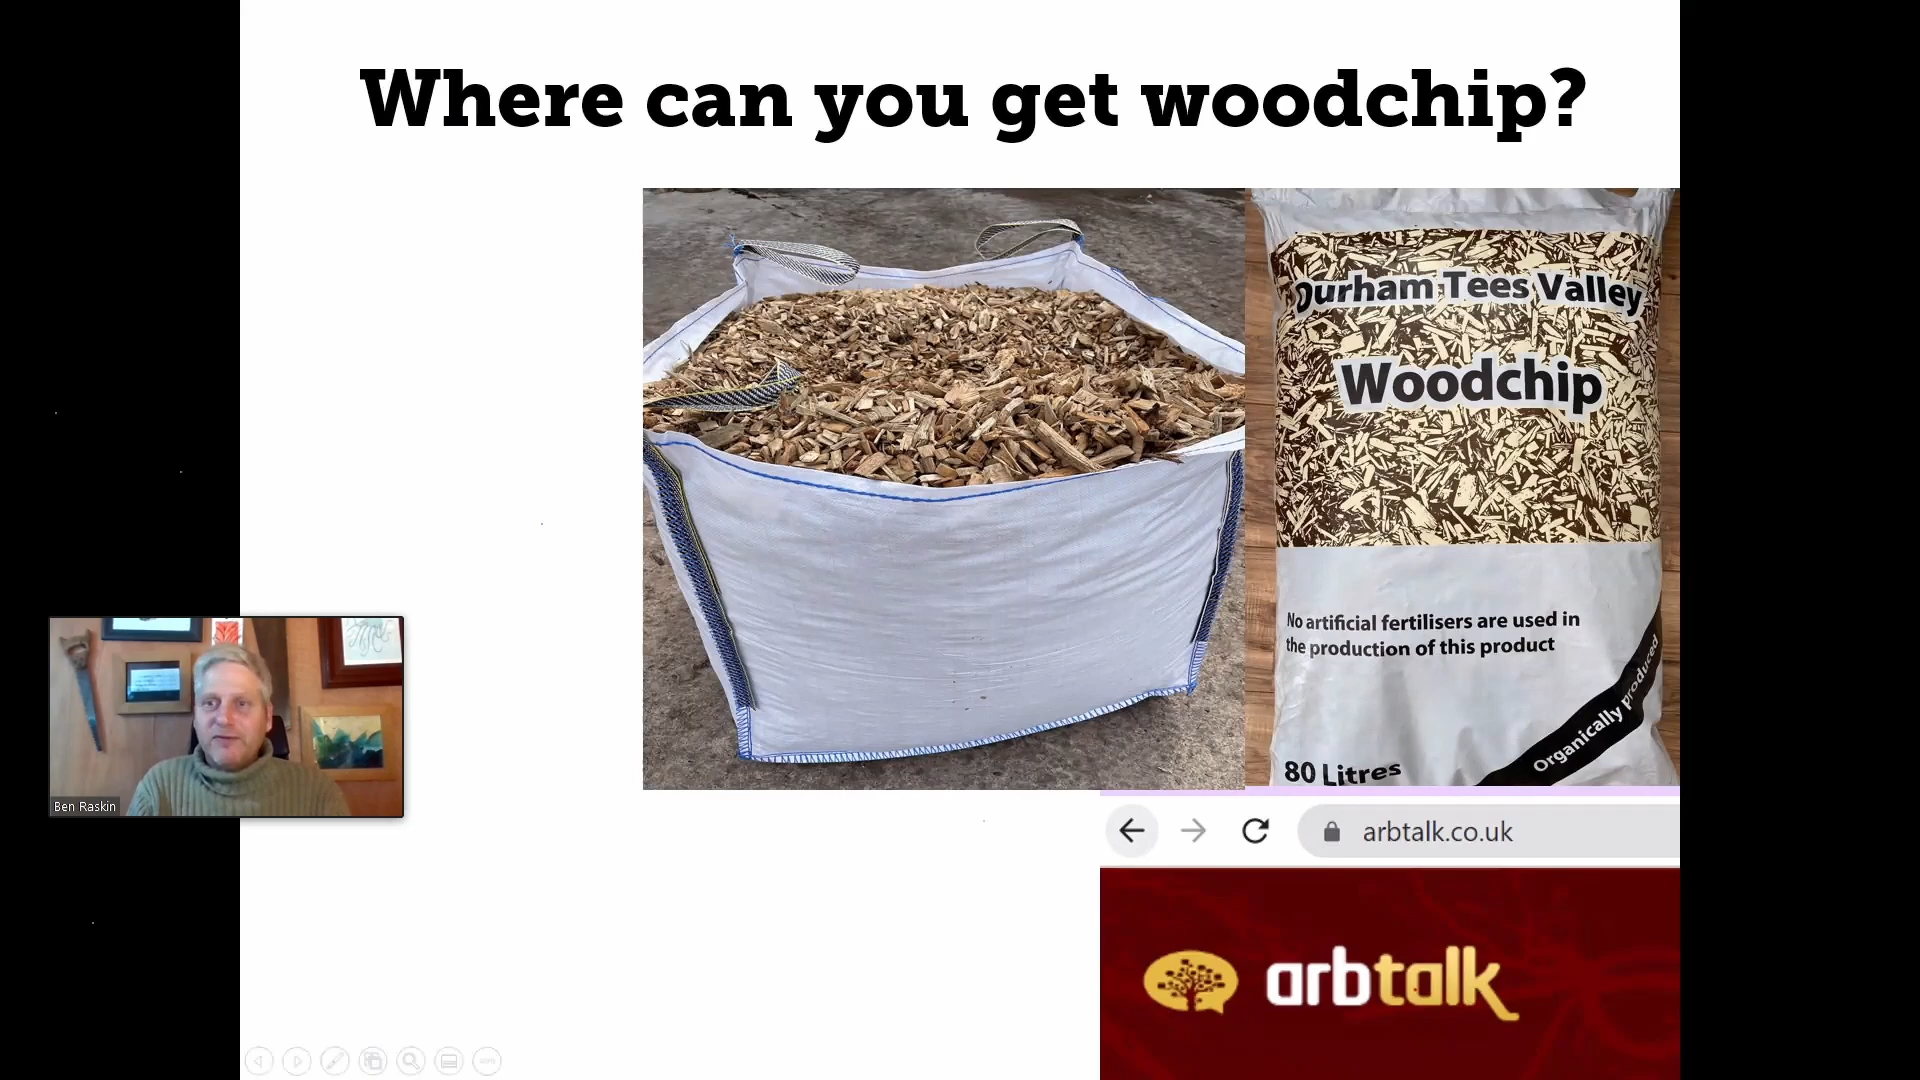 Where can you get woodchip?
Durham Tees Valley
Woodchip
No artificial fertilisers are used in
the production of this product
Organically produced
80 Litres
Ben Raskin
arbtalk.co.uk
arbtalk